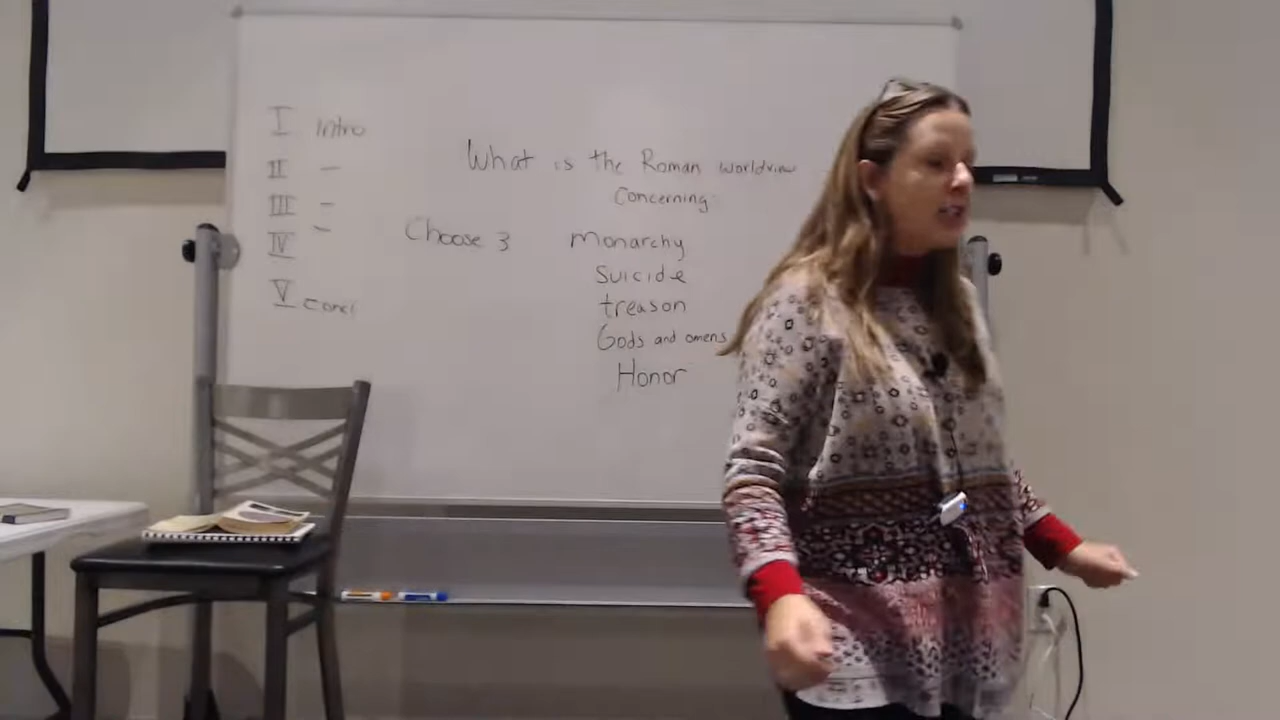 I Intro
II -
III -
IV -
V Concl
What is the Roman worldview
Concerning
Choose 3 Monarchy
Suicide
treason
Gods and omens
Honor